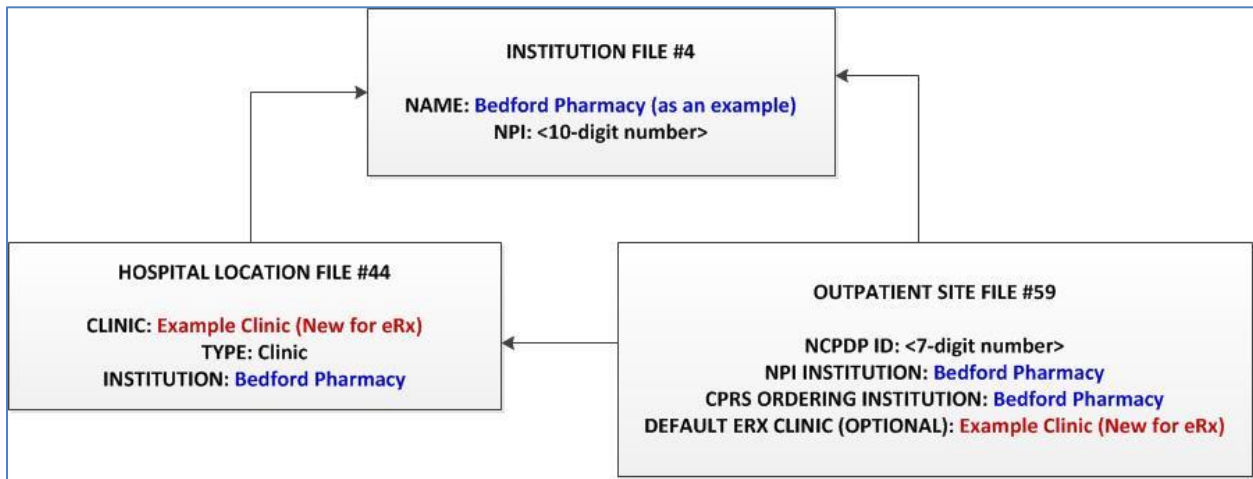 INSTITUTION FILE #4
NAME: Bedford Pharmacy (as an example)
NPI: <10-digit number>
HOSPITAL LOCATION FILE #44
CLINIC: Example Clinic (New for eRx)
TYPE: Clinic
INSTITUTION: Bedford Pharmacy
OUTPATIENT SITE FILE #59
NCPDP ID: <7-digit number>
NPI INSTITUTION: Bedford Pharmacy
CPRS ORDERING INSTITUTION: Bedford Pharmacy
DEFAULT ERX CLINIC (OPTIONAL): Example Clinic (New for eRx)